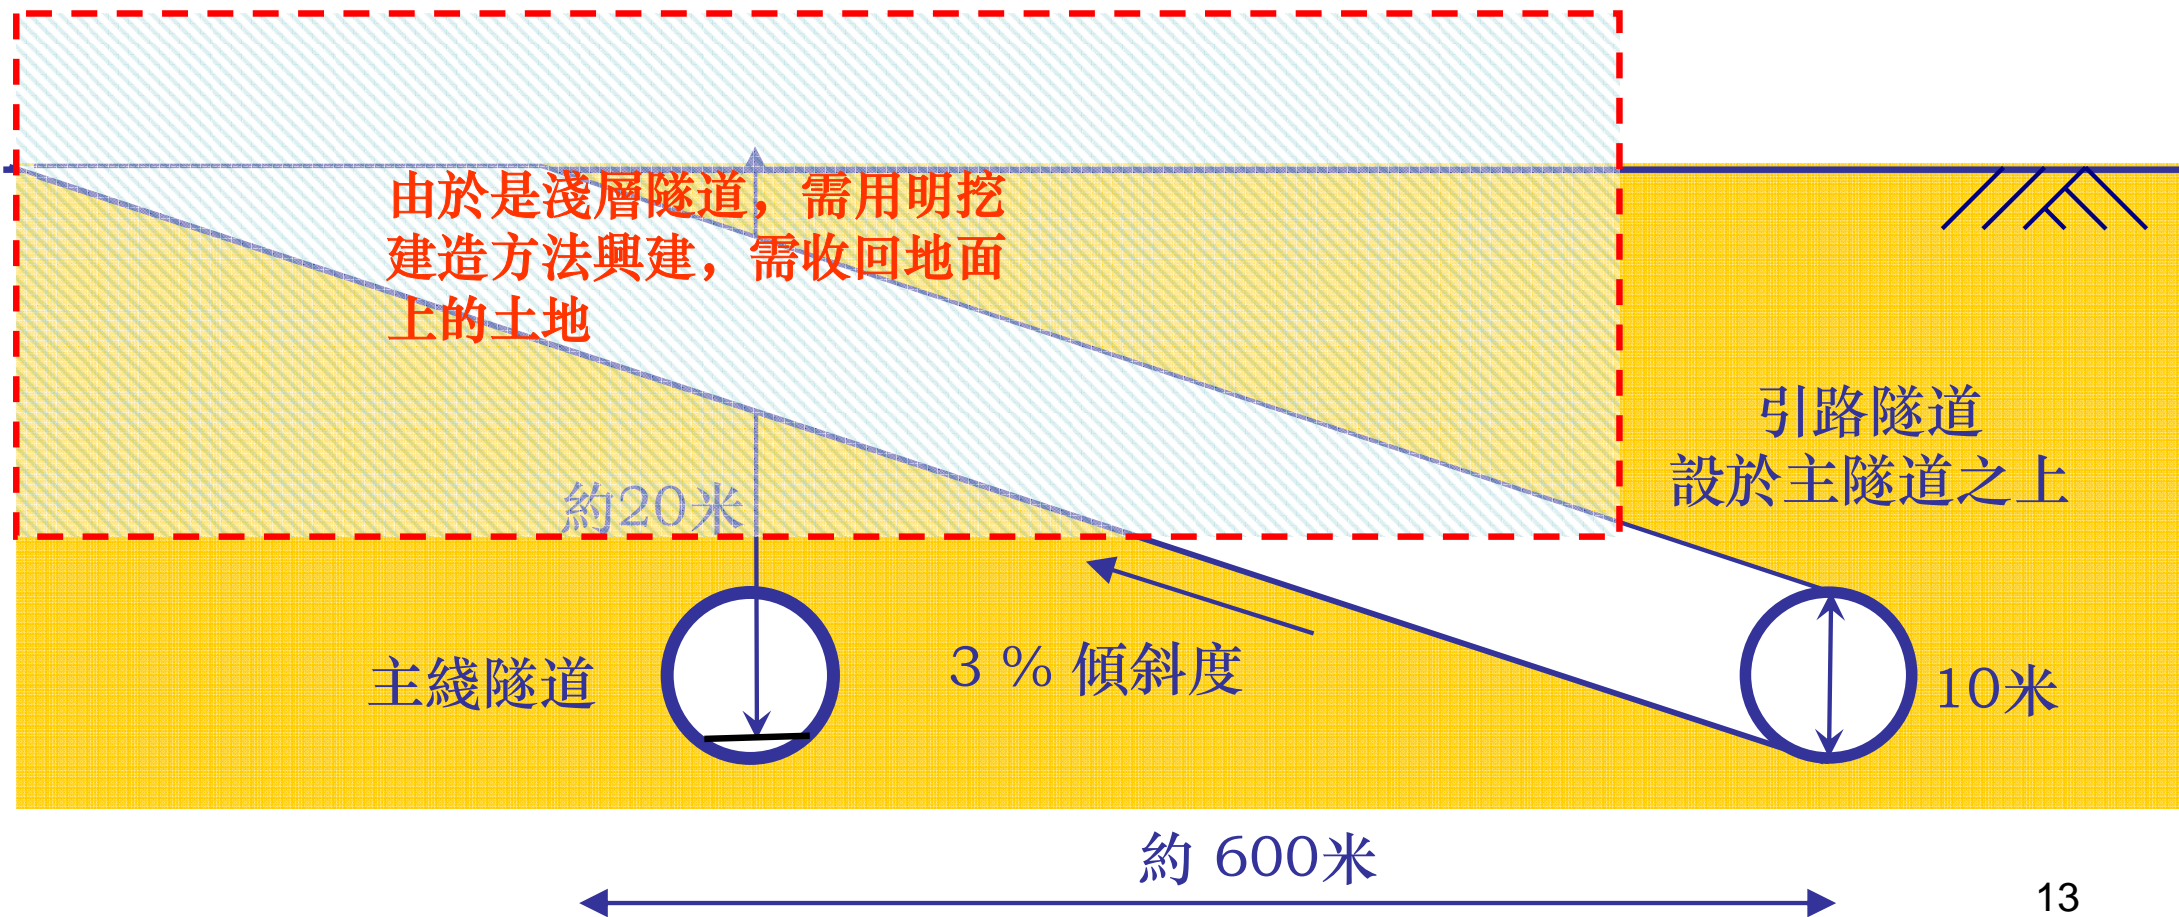 由於是淺層隧道，需用明挖
建造方法興建，需收回地面
上的土地
引路隧道
設於主隧道之上
約20米
主綫隧道
3 % 傾斜度
10米
約 600米
13